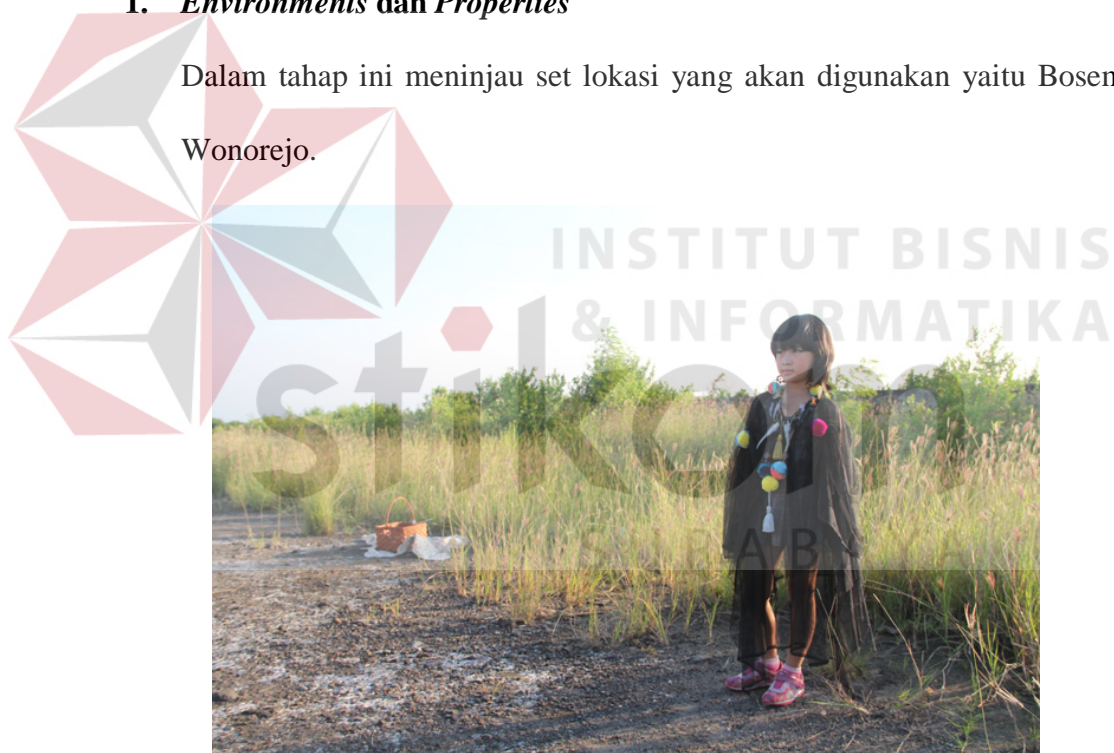 1. Environments dan Properties
Dalam tahap ini meninjau set lokasi yang akan digunakan yaitu Bosem
Wonorejo.
INSTITUT BISNIS
& INFORMATIKA
stikom
SURABAYA